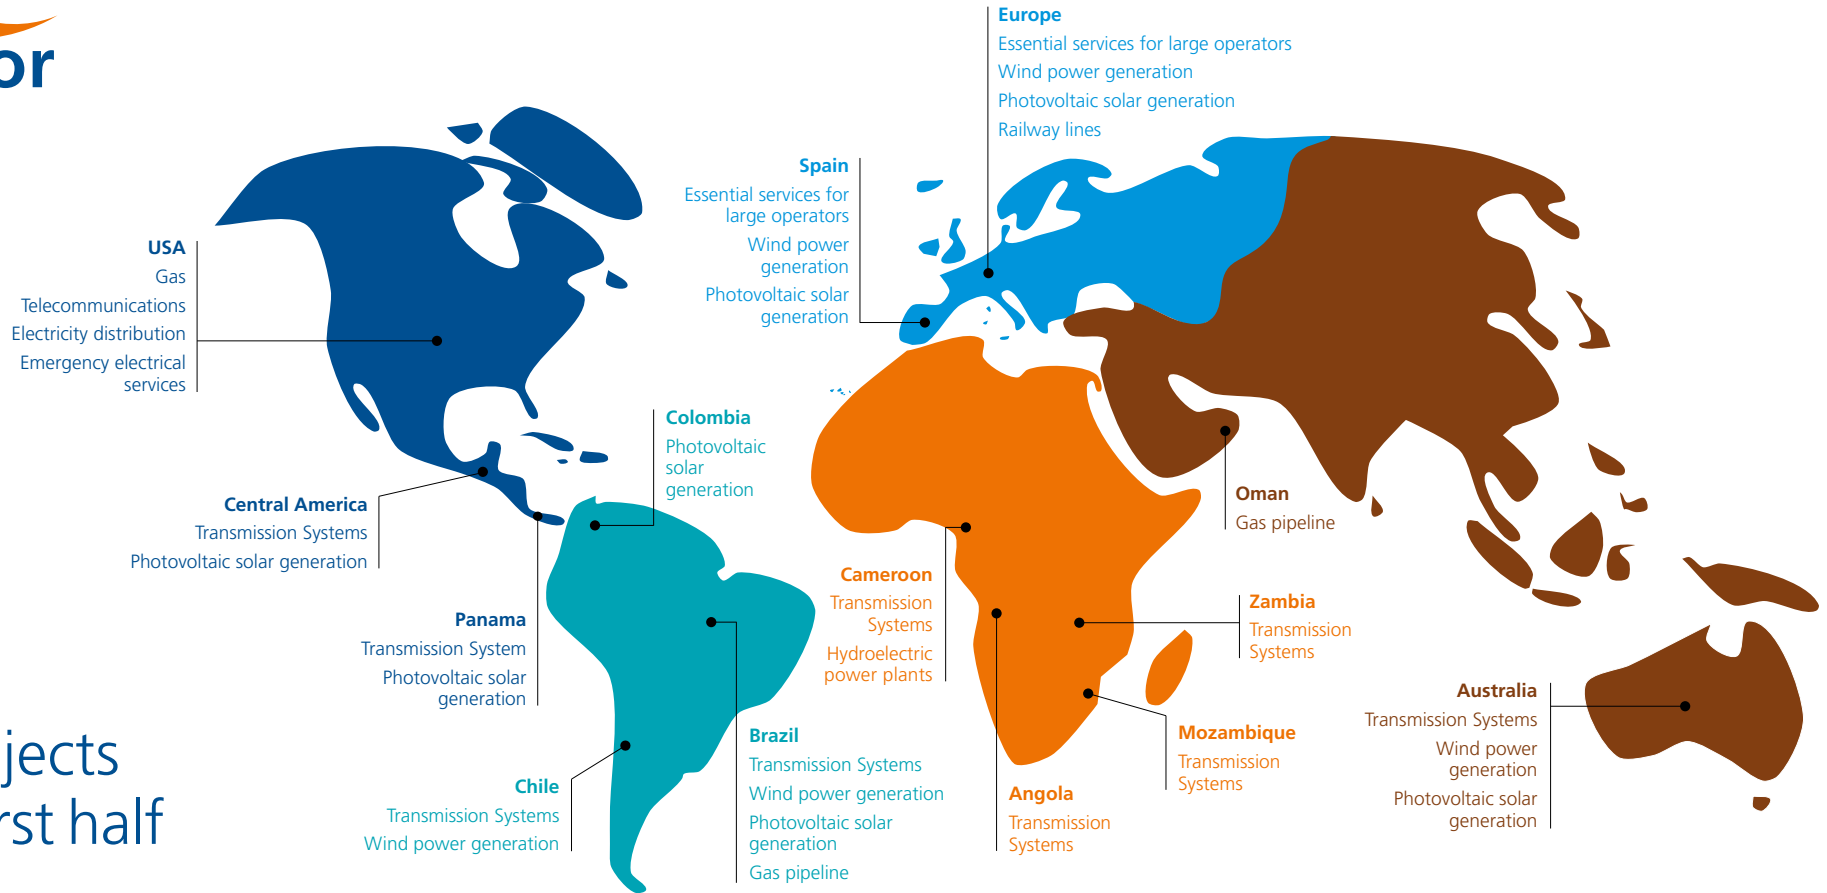 or
Europe
Essential services for large operators
Wind power generation
Photovoltaic solar generation
Railway lines
Spain
Essential services for
large operators
Wind power
generation
Photovoltaic solar
generation
USA
Gas
Telecommunications
Electricity distribution
Emergency electrical
services
Colombia
Photovoltaic
solar
generation
Central America
Transmission Systems
Photovoltaic solar generation
Oman
Gas pipeline
Cameroon
Transmission
Systems
Hydroelectric
power plants
Zambia
Transmission
Systems
Panama
Transmission System
Photovoltaic solar
generation
Australia
Transmission Systems
Wind power
generation
Photovoltaic solar
generation
Mozambique
Transmission
Systems
Brazil
Transmission Systems
Wind power generation
Photovoltaic solar
generation
Gas pipeline
Chile
Transmission Systems
Wind power generation
Angola
Transmission
Systems
jects
rst half